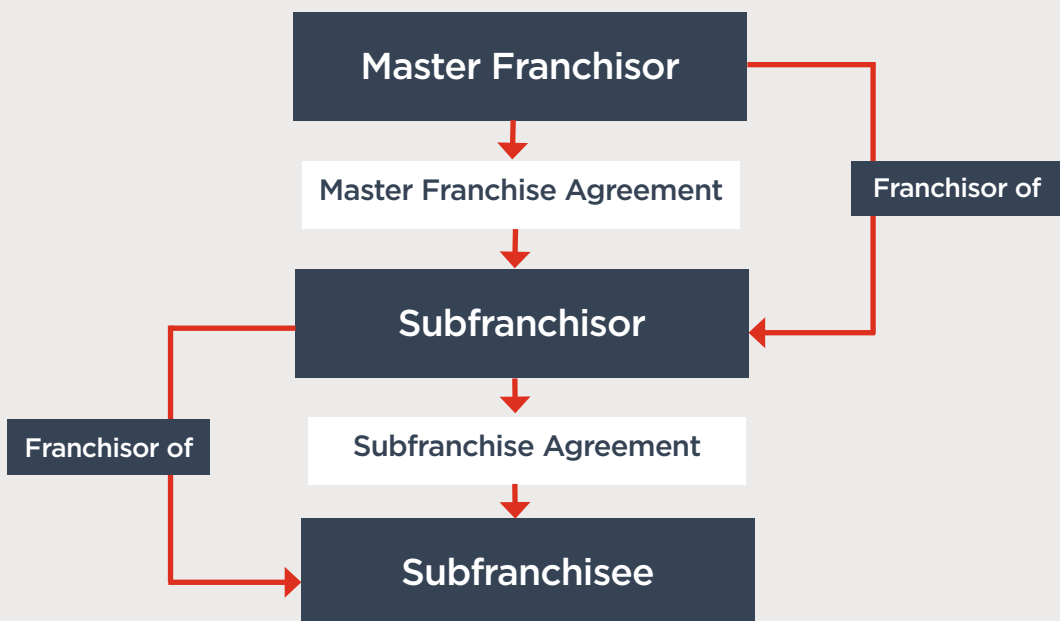 Master Franchisor
Master Franchise Agreement
Franchisor of
Subfranchisor
Franchisor of
Subfranchise Agreement
Subfranchisee